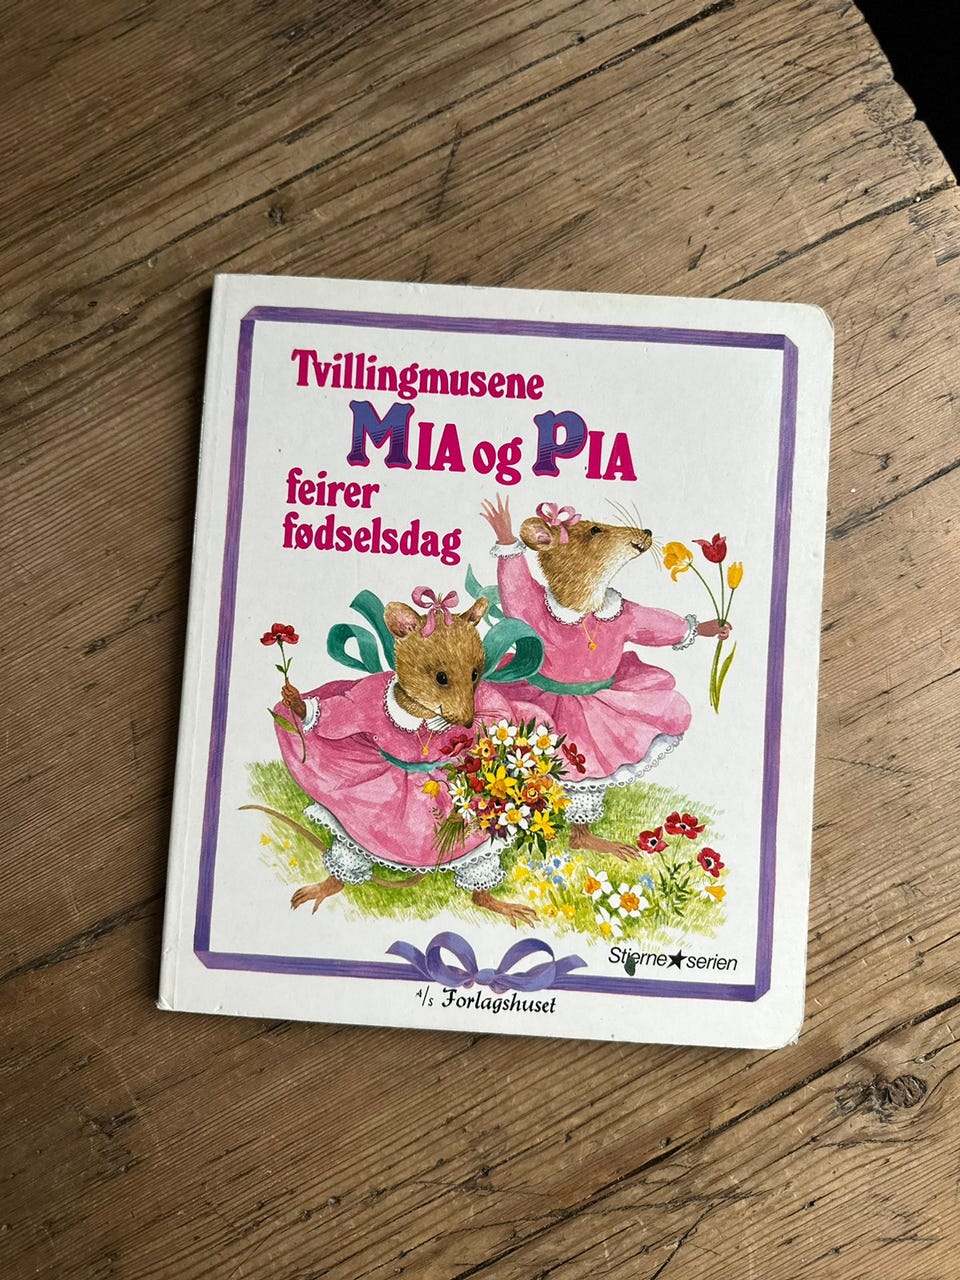 Tvillingmusene
MIA og PIA
feirer
fødselsdag
Stjerne★serien
A/s Forlagshuset